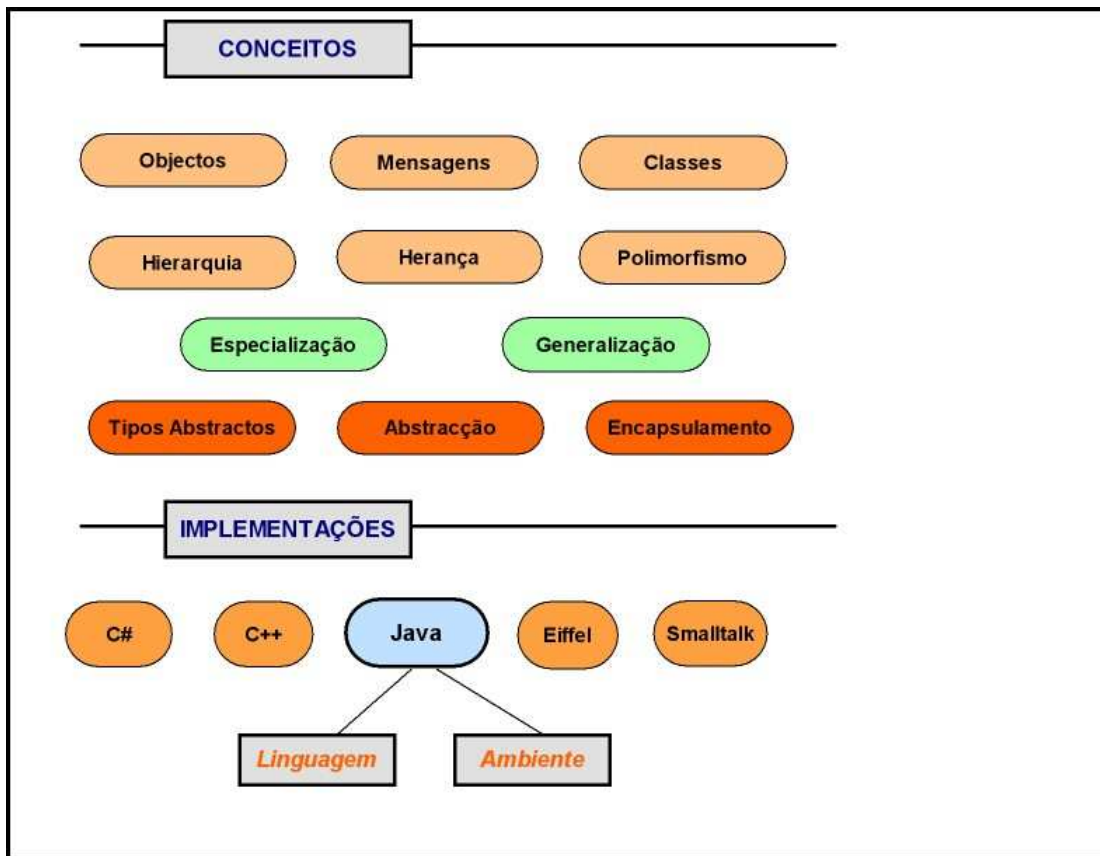 CONCEITOS
Objectos
Mensagens
Classes
Hierarquia
Herança
Polimorfismo
Especialização
Generalização
Tipos Abstractos
Abstracção
Encapsulamento
IMPLEMENTAÇÕES
C#
C++
Java
Eiffel
Smalltalk
Linguagem
Ambiente